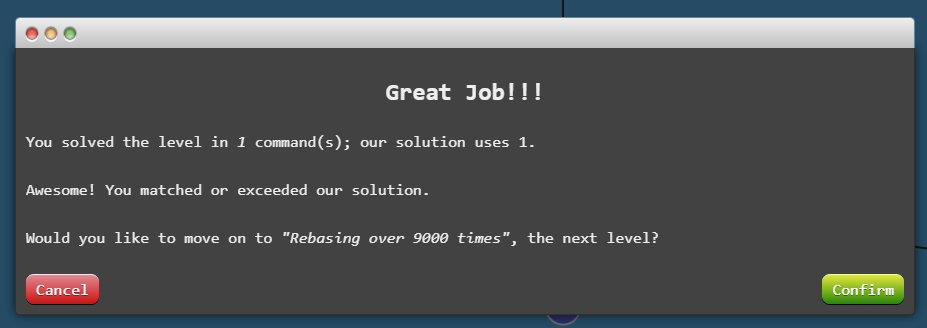 Great Job!!!
You solved the level in 1 command(s); our solution uses 1.
Awesome! You matched or exceeded our solution.
Would you like to move on to "Rebasing over 9000 times", the next level?
Cancel
Confirm